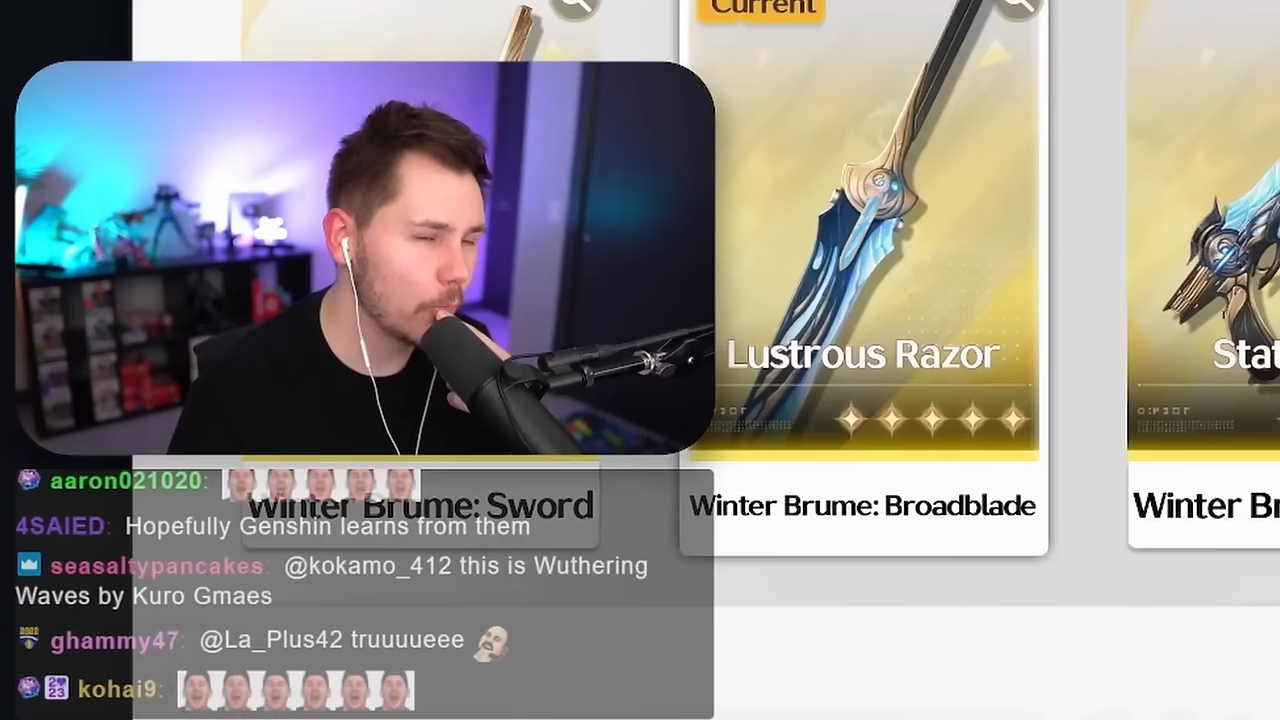 Current
Lustrous Razor
Stat
Winter Brume: Sword
Winter Brume: Broadblade
Winter Br
aaron021020:
4SAIED: Hopefully Genshin learns from them
seasaltypancakes: @kokamo_412 this is Wuthering
Waves by Kuro Gmaes
ghammy47: @La_Plus42 truuuueee
kohai9: